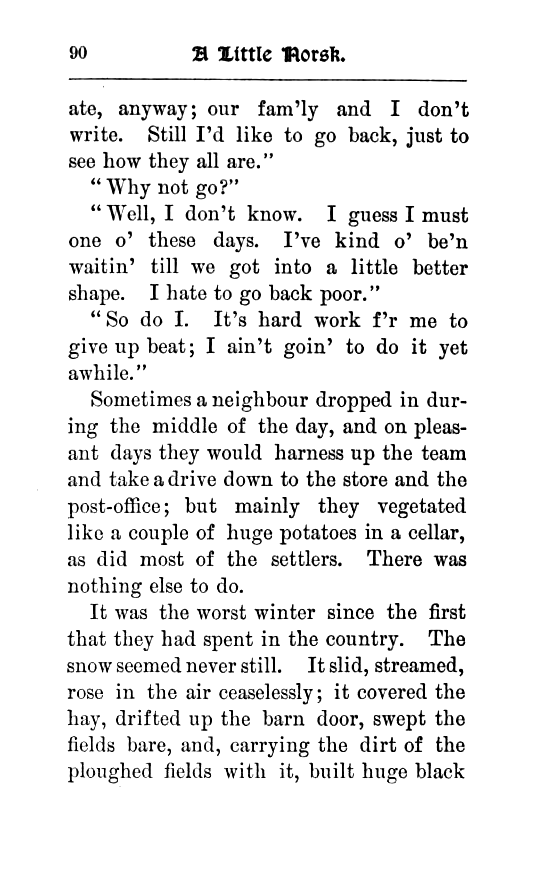 90 A Little Norsk.
ate, anyway; our fam'ly and I don't
write. Still I'd like to go back, just to
see how they all are."
"Why not go?"
"Well, I don't know. I guess I must
one o' these days. I've kind o' be'n
waitin' till we got into a little better
shape. I hate to go back poor."
"So do I. It's hard work f'r me to
give up beat; I ain't goin' to do it yet
awhile."
Sometimes a neighbour dropped in dur-
ing the middle of the day, and on pleas-
ant days they would harness up the team
and take a drive down to the store and the
post-office; but mainly they vegetated
like a couple of huge potatoes in a cellar,
as did most of the settlers. There was
nothing else to do.
It was the worst winter since the first
that they had spent in the country. The
snow seemed never still. It slid, streamed,
rose in the air ceaselessly; it covered the
hay, drifted up the barn door, swept the
fields bare, and, carrying the dirt of the
ploughed fields with it, built huge black